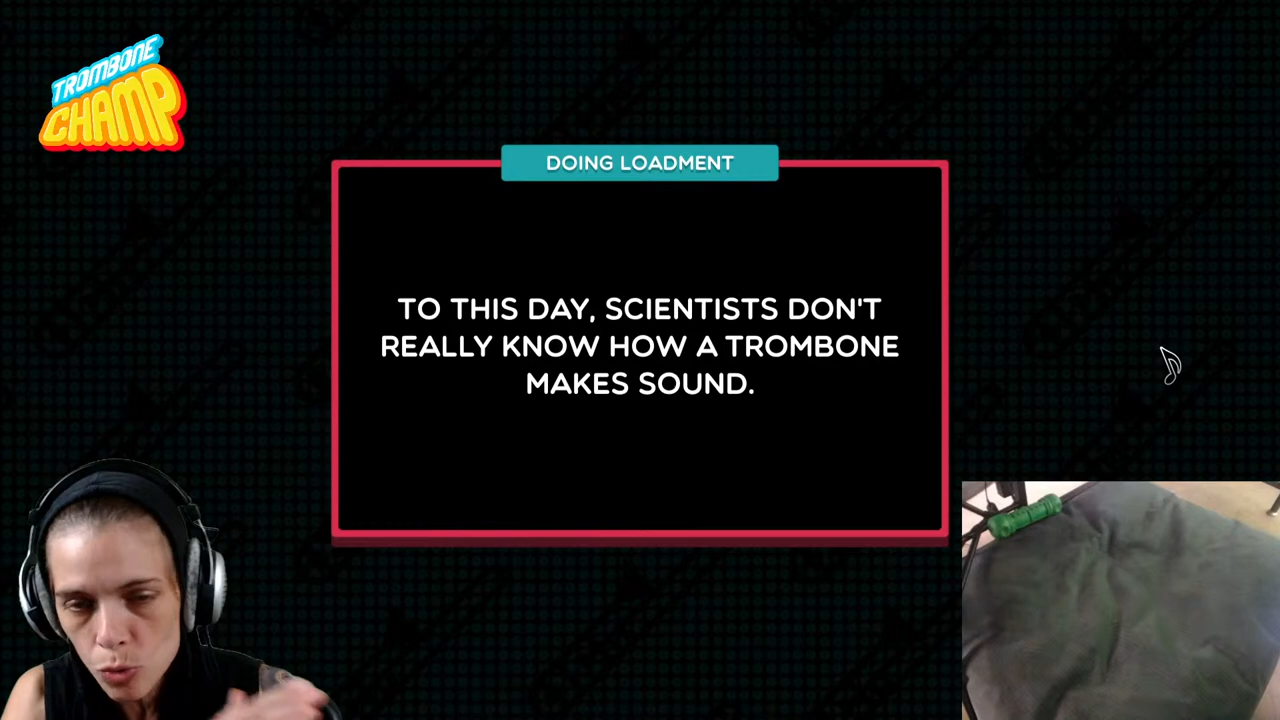 TROMBONE
CHAMP
DOING LOADMENT
TO THIS DAY, SCIENTISTS DON'T
REALLY KNOW HOW A TROMBONE
MAKES SOUND.